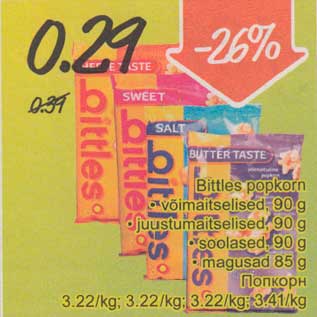 0.29
-26%
0.39
CHEESE TASTE
Bittles
SWEET
Bittles
SALT
Bittles
BUTTER TASTE
Bittles
Bittles popkorn
• võimaitselised, 90 g
• juustumaitselised, 90 g
• soolased, 90 g
• magusad 85 g
Попкорн
3.22/kg; 3.22/kg; 3.22/kg; 3.41/kg